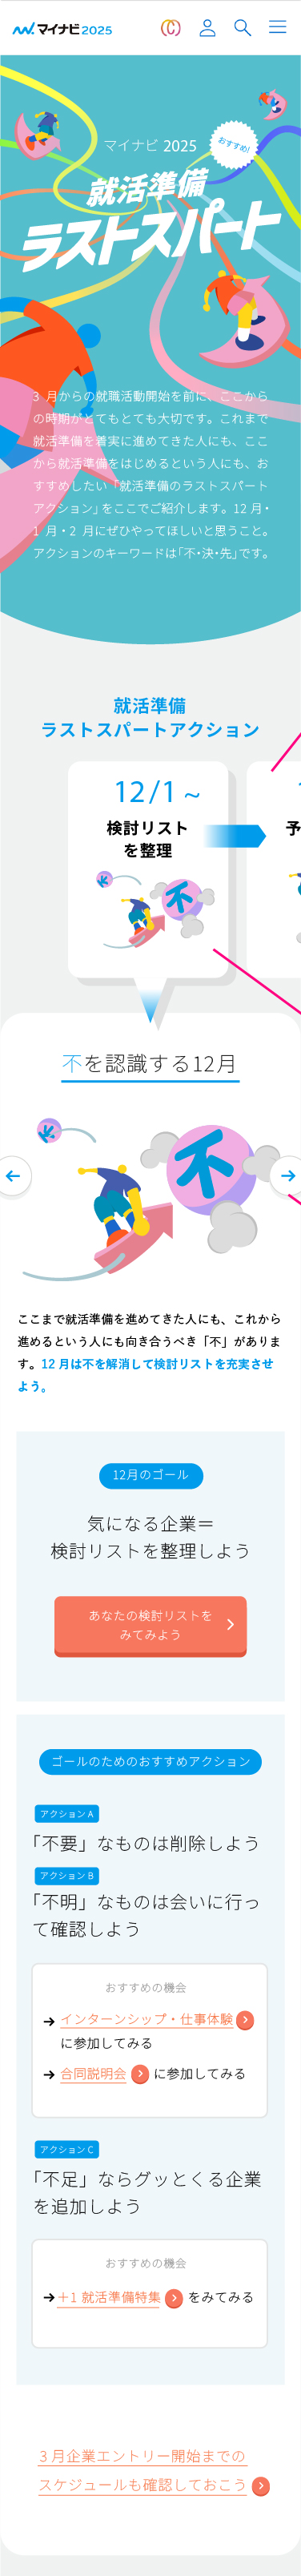 マイナビ2025
マイナビ 2025
おすすめ!
就活準備
ラストスパート
3 月からの就職活動開始を前に、ここから
の時期がとてもとても大切です。これまで
就活準備を着実に進めてきた人にも、ここ
から就活準備をはじめるという人にも、お
すすめしたい「就活準備のラストスパート
アクション」をここでご紹介します。12 月・
1 月・2 月にぜひやってほしいと思うこと。
アクションのキーワードは「不・決・先」です。
就活準備
ラストスパートアクション
12/1～
検討リスト
を整理
予
不
不を認識する12月
不
ここまで就活準備を進めてきた人にも、これから
進めるという人にも向き合うべき「不」がありま
す。12 月は不を解消して検討リストを充実させ
よう。
12月のゴール
気になる企業＝
検討リストを整理しよう
あなたの検討リストを
みてみよう
ゴールのためのおすすめアクション
アクション A
「不要」なものは削除しよう
アクション B
「不明」なものは会いに行っ
て確認しよう
おすすめの機会
➔インターンシップ・仕事体験
に参加してみる
➔合同説明会 に参加してみる
アクション C
「不足」ならグッとくる企業
を追加しよう
おすすめの機会
➔＋1 就活準備特集 をみてみる
3 月企業エントリー開始までの
スケジュールも確認しておこう